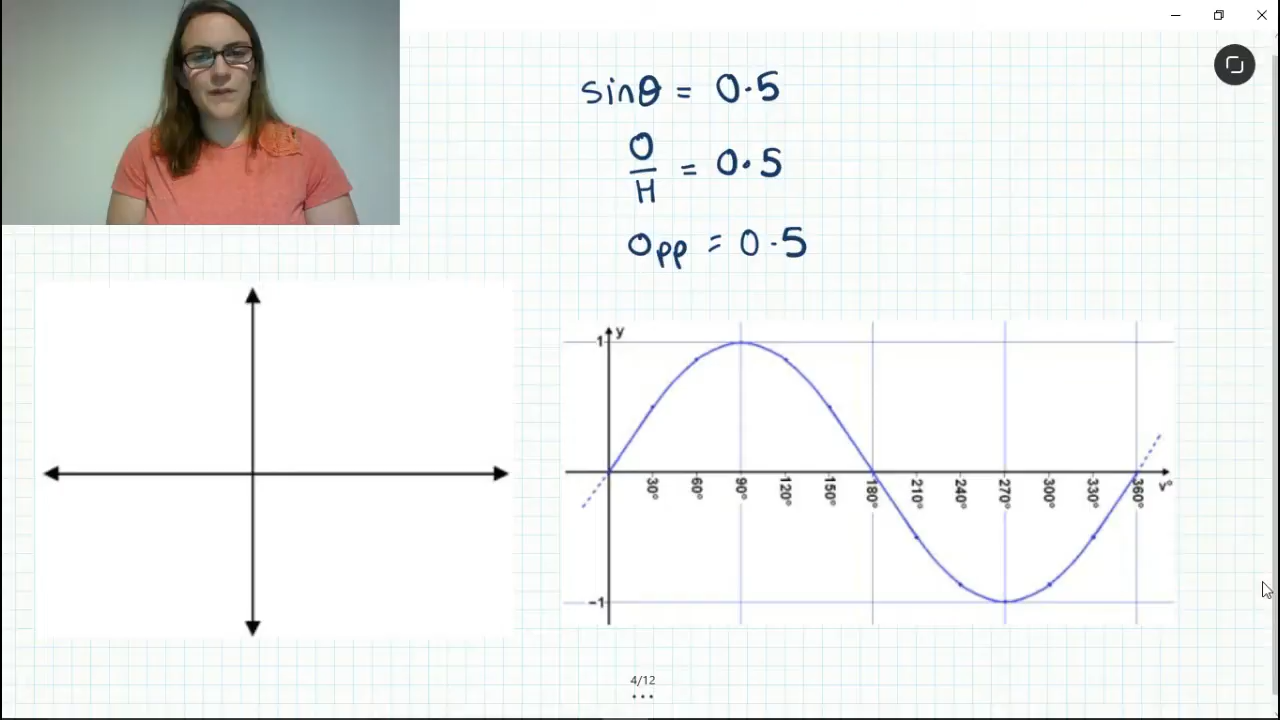 sinθ = 0.5
O
H
= 0.5
Opp = 0.5
y
1
30° 60° 90° 120° 150° 180° 210° 240° 270° 300° 330° 360°
-1
4/12